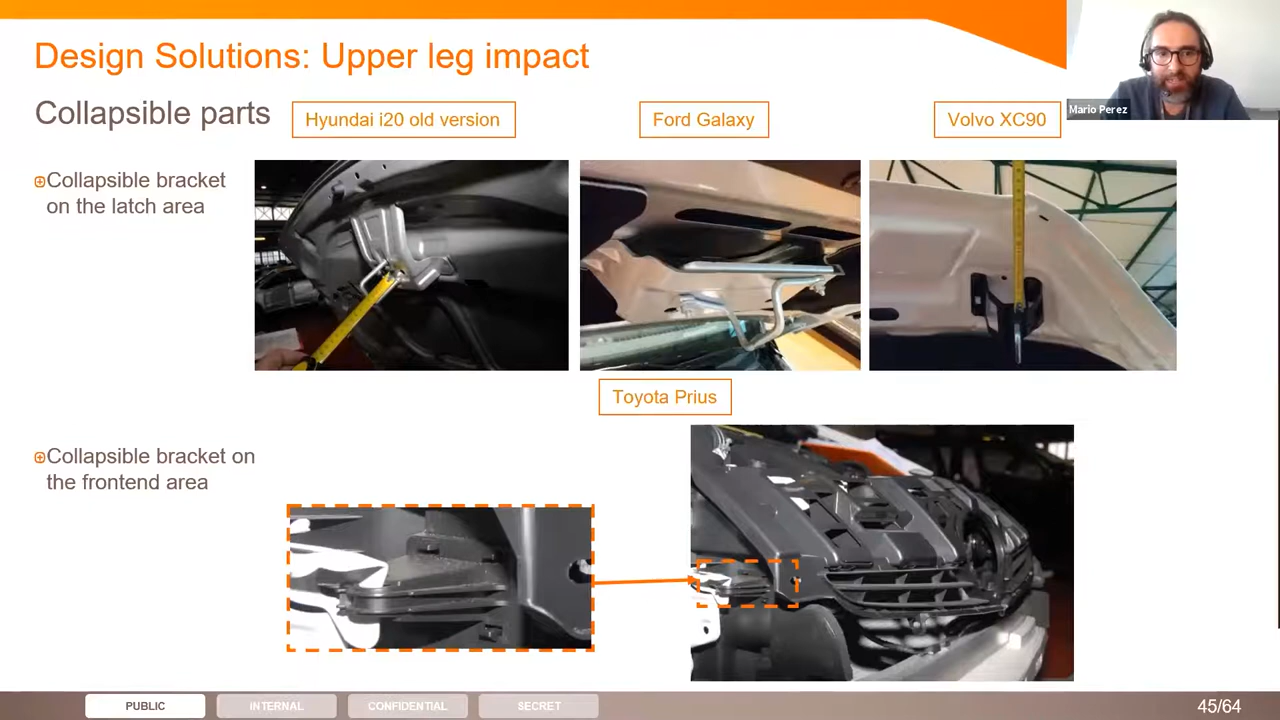 Design Solutions: Upper leg impact
Mario Perez
Collapsible parts
Hyundai i20 old version
Ford Galaxy
Volvo XC90
Collapsible bracket
on the latch area
Toyota Prius
Collapsible bracket on
the frontend area
PUBLIC
INTERNAL
CONFIDENTIAL
SECRET
45/64